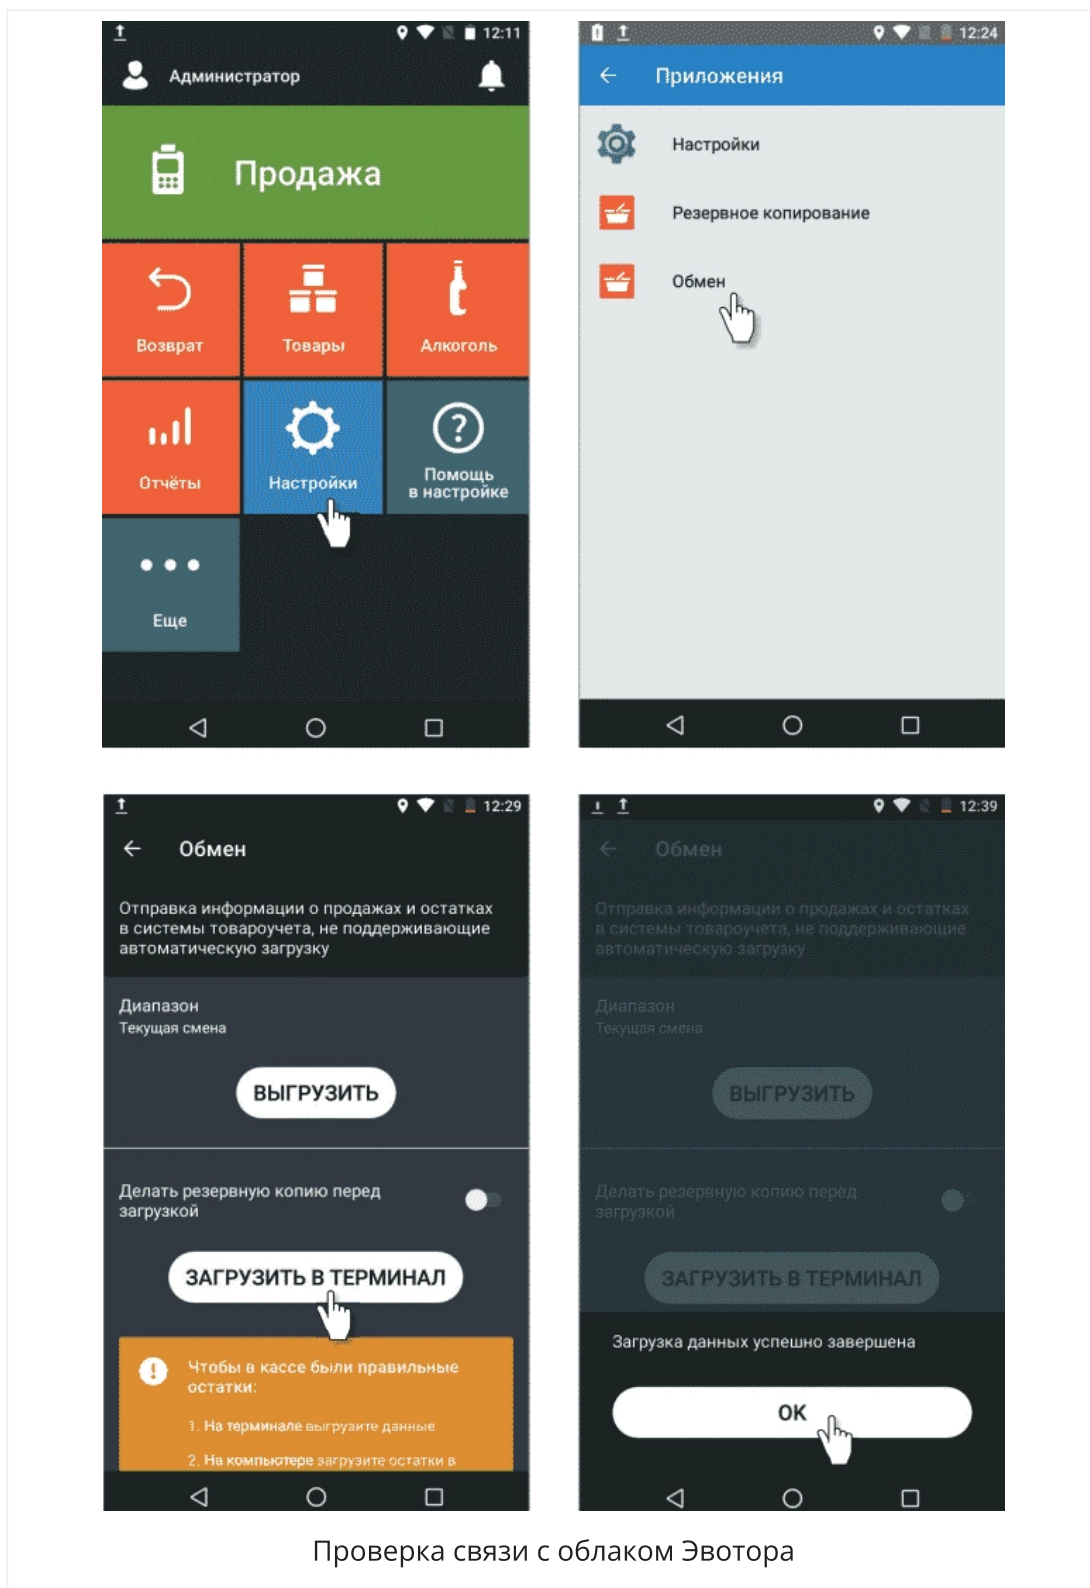 12:11
Администратор
Продажа
Возврат
Товары
Алкоголь
Отчёты
Настройки
Помощь
в настройке
Еще
12:24
Приложения
Настройки
Резервное копирование
Обмен
12:29
Обмен
Отправка информации о продажах и остатках
в системы товароучета, не поддерживающие
автоматическую загрузку
Диапазон
Текущая смена
ВЫГРУЗИТЬ
Делать резервную копию перед
загрузкой
ЗАГРУЗИТЬ В ТЕРМИНАЛ
Чтобы в кассе были правильные
остатки:
1. На терминале выгрузите данные
2. На компьютере загрузите остатки в
12:39
Обмен
Отправка информации о продажах и остатках
в системы товароучета, не поддерживающие
автоматическую загрузку
Диапазон
Текущая смена
ВЫГРУЗИТЬ
Делать резервную копию перед
загрузкой
ЗАГРУЗИТЬ В ТЕРМИНАЛ
Загрузка данных успешно завершена
ОК
Проверка связи с облаком Эвотора